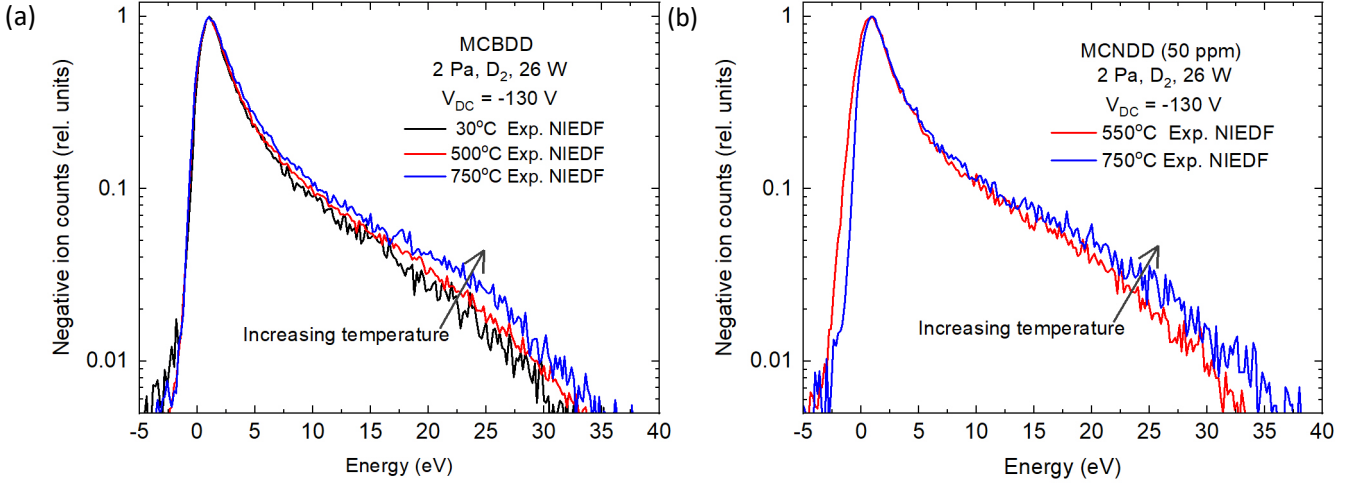 (a)
Negative ion counts (rel. units)
1
0.1
0.01
MCBDD
2 Pa, D₂, 26 W
V_DC = -130 V
30°C Exp. NIEDF
500°C Exp. NIEDF
750°C Exp. NIEDF
Increasing temperature
-5 0 5 10 15 20 25 30 35 40
Energy (eV)
(b)
Negative ion counts (rel. units)
1
0.1
0.01
MCNDD (50 ppm)
2 Pa, D₂, 26 W
V_DC = -130 V
550°C Exp. NIEDF
750°C Exp. NIEDF
Increasing temperature
-5 0 5 10 15 20 25 30 35 40
Energy (eV)